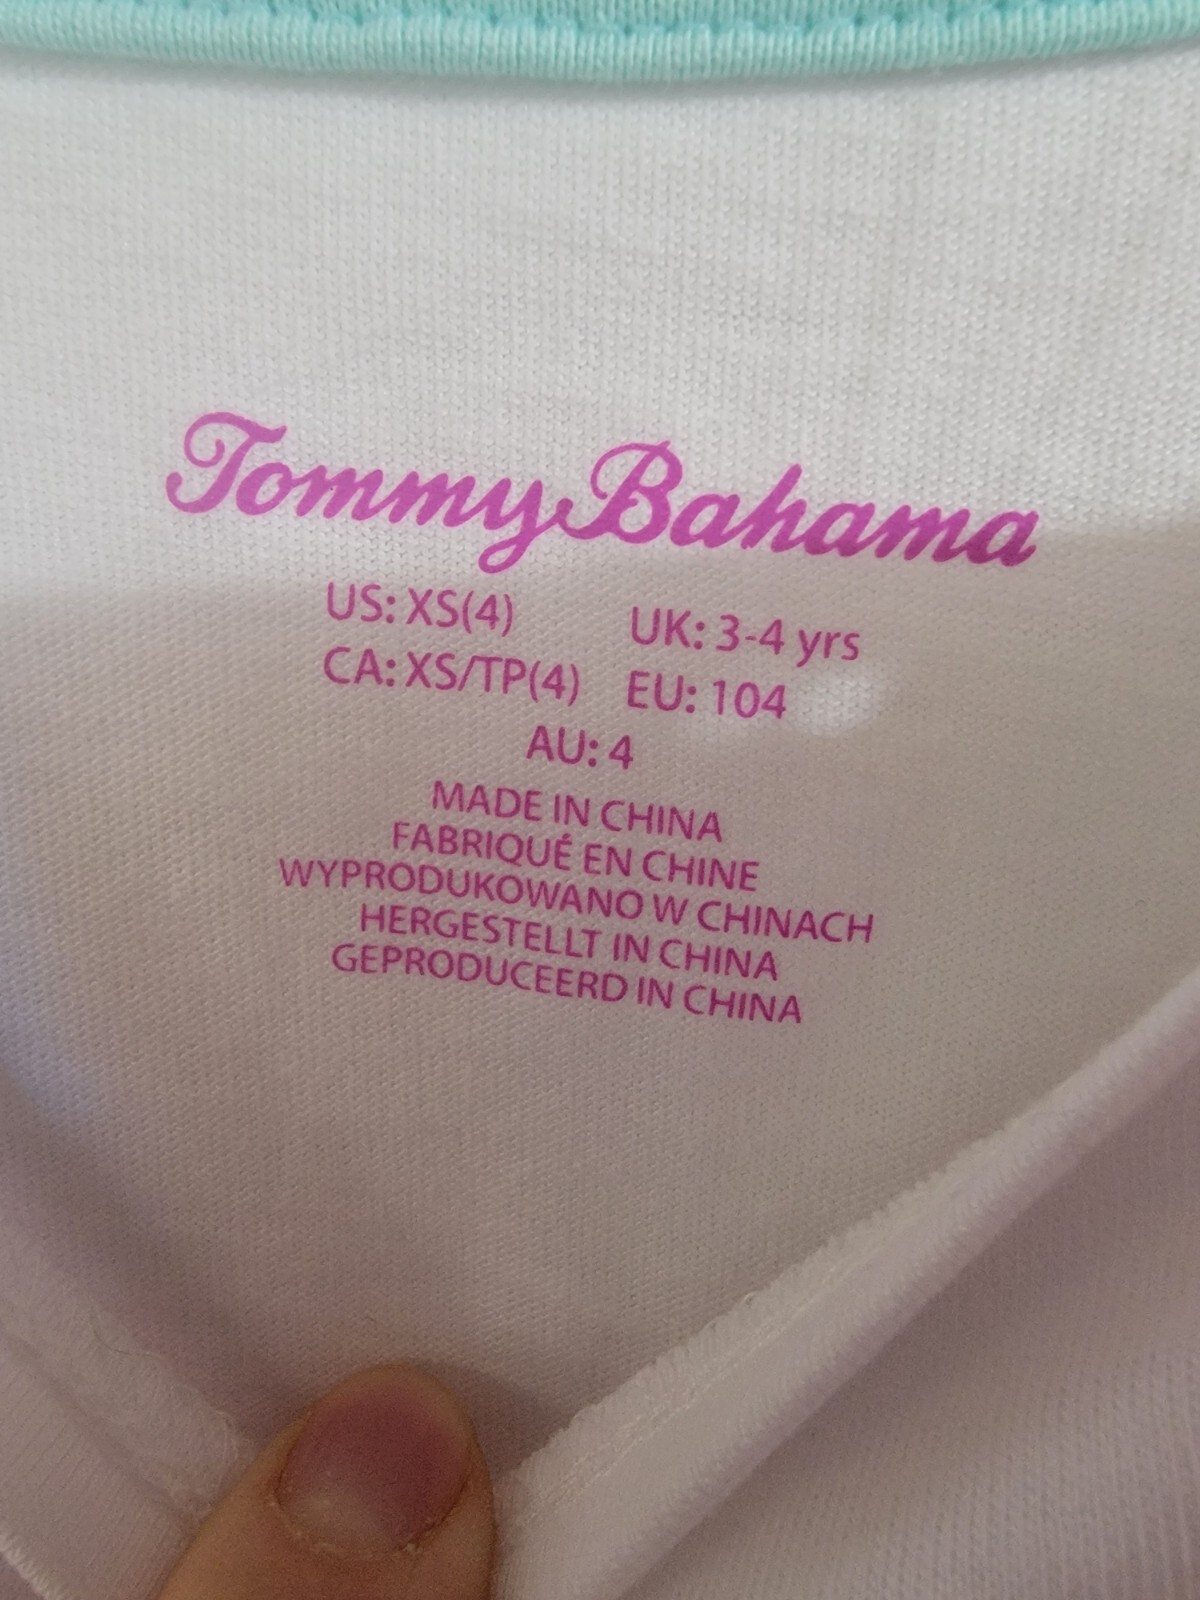 Tommy Bahama
US: XS(4) UK: 3-4 yrs
CA: XS/TP(4) EU: 104
AU: 4
MADE IN CHINA
FABRIQUÉ EN CHINE
WYPRODUKOWANO W CHINACH
HERGESTELLT IN CHINA
GEPRODUCEERD IN CHINA